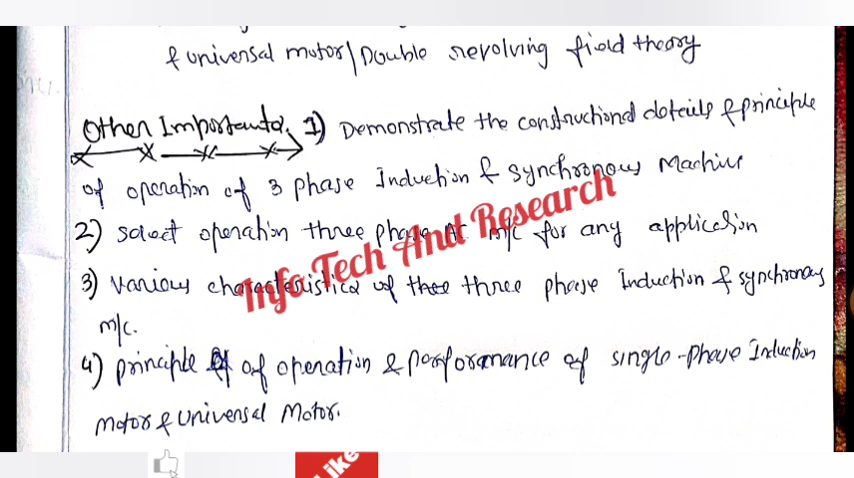 & universal motor/Double revolving field theory
Other Important Q. 1) Demonstrate the constructional details & principle
of operation of 3 phase Induction & synchronous Machine
2) select operation three phase AC m/c for any application
3) various characteristics of three phase Induction & synchronous
m/c.
4) principle of operation & performance of single-phase Induction
Motor & Universal Motor.
Info Tech And Research
Like